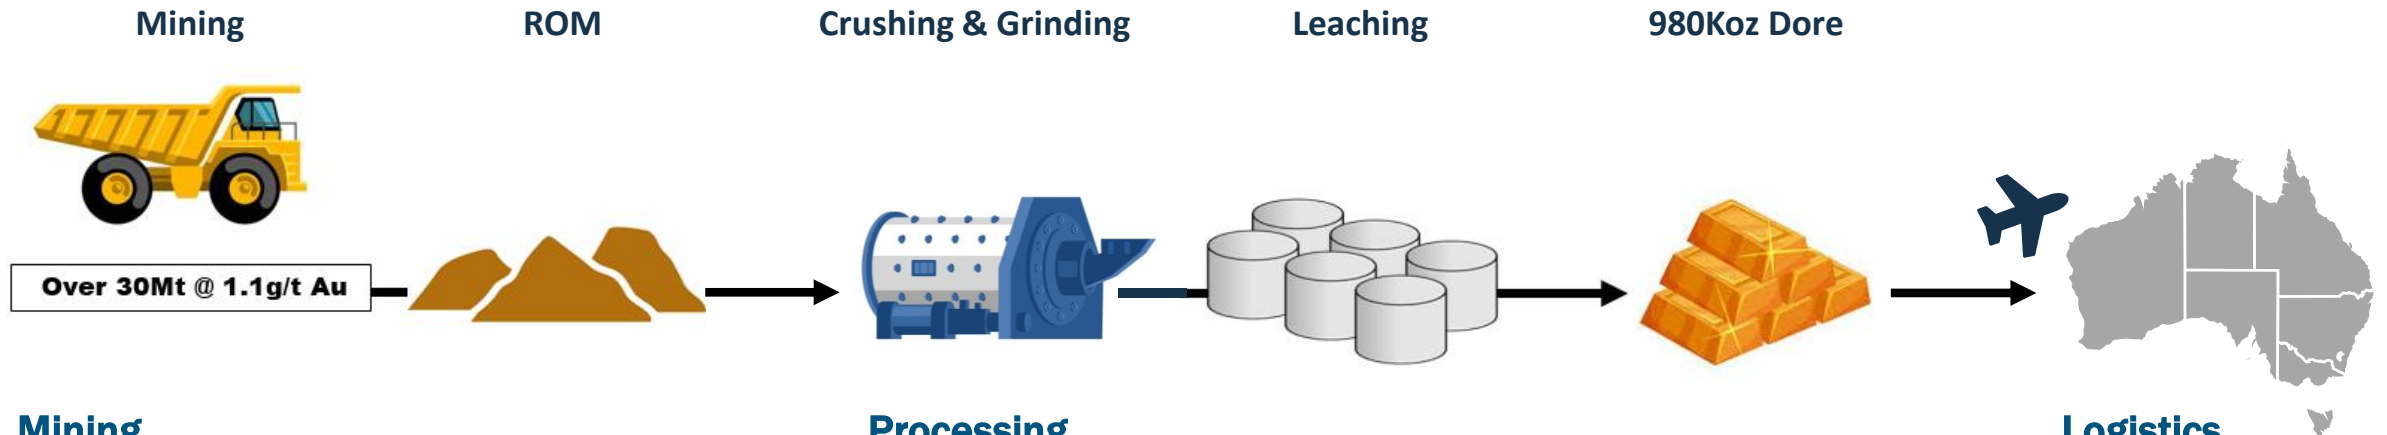 Mining
ROM
Crushing & Grinding
Leaching
980Koz Dore
Over 30Mt @ 1.1g/t Au
Mining
Processing
Logistics